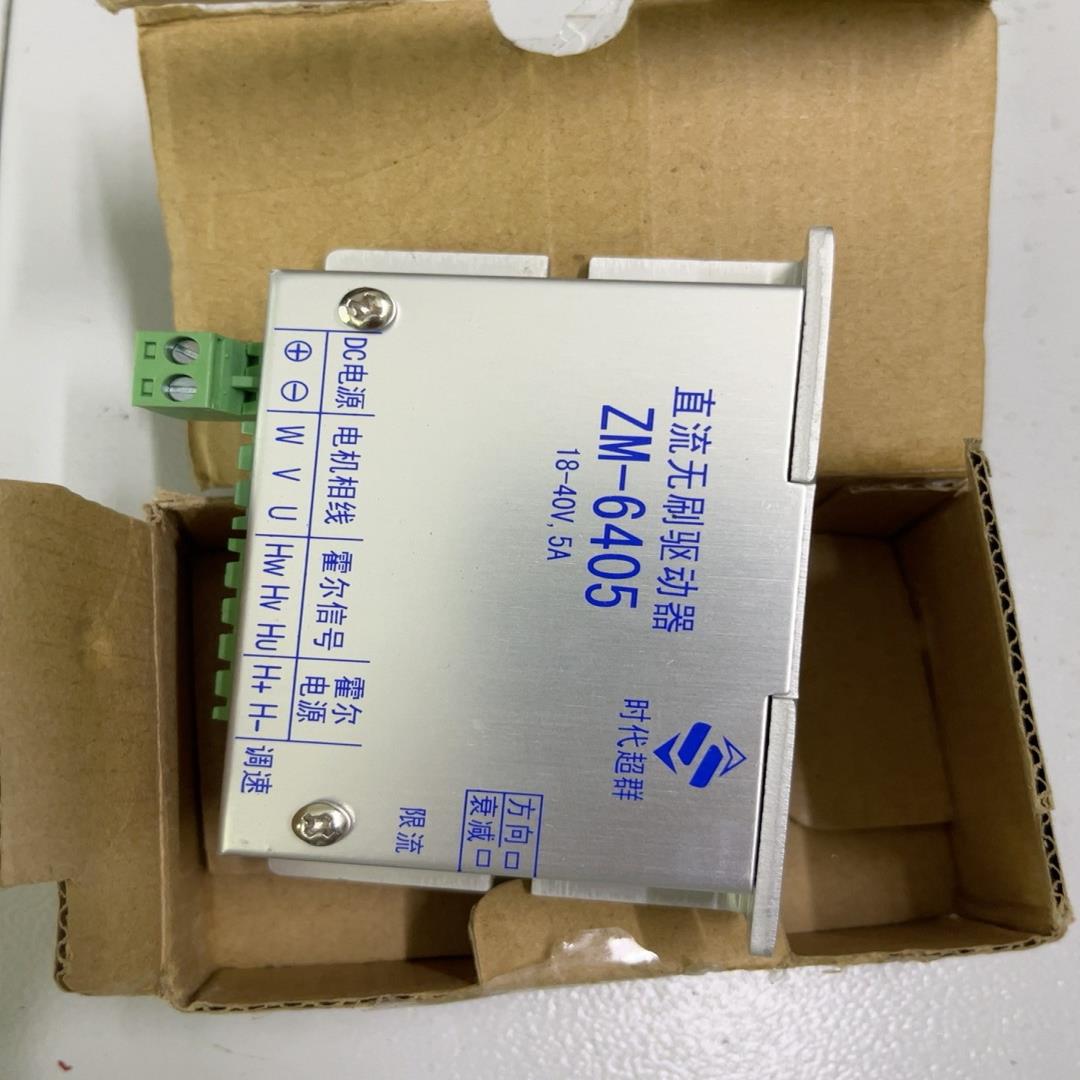 时代超群
直流无刷驱动器
ZM-6405
18-40V, 5A
DC电源
⊕ ⊖
电机相线
W V U
霍尔信号
Hw Hv Hu
霍尔
电源
H+ H-
调速
限流
方向
衰减